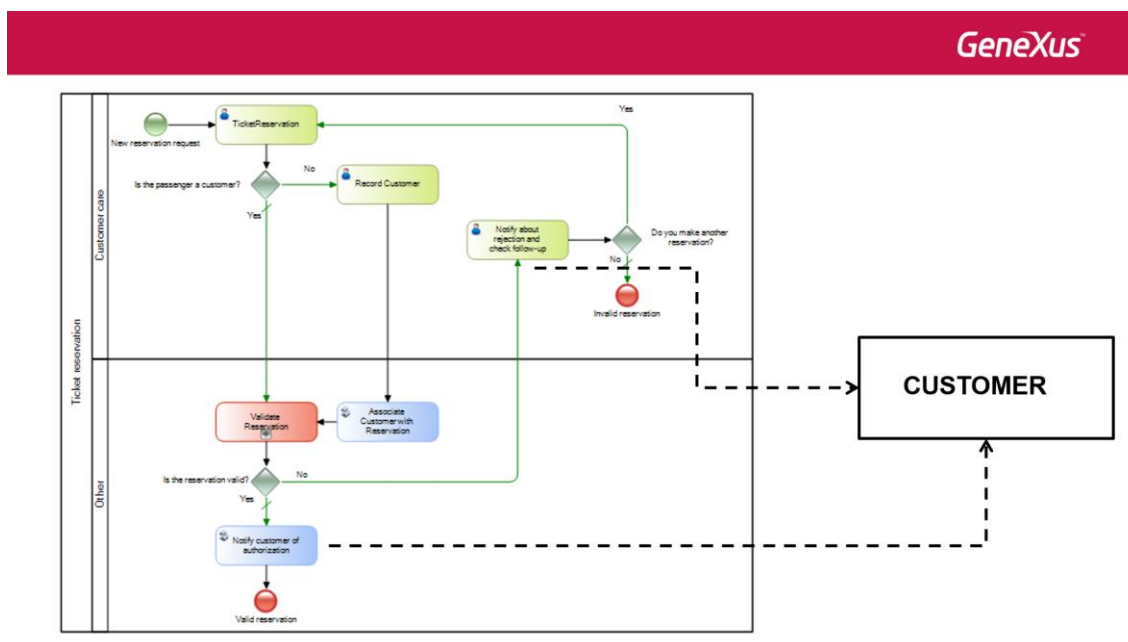 GeneXus™
Yes
TicketReservation
New reservation request
No
Is the passenger a customer?
Record Customer
Yes
Notify about
rejection and
check follow-up
Do you make another
reservation?
No
Invalid reservation
Customer care
Ticket reservation
CUSTOMER
Validate
Reservation
Associate
Customer with
Reservation
Is the reservation valid?
No
Yes
Other
Notify customer of
authorization
Valid reservation